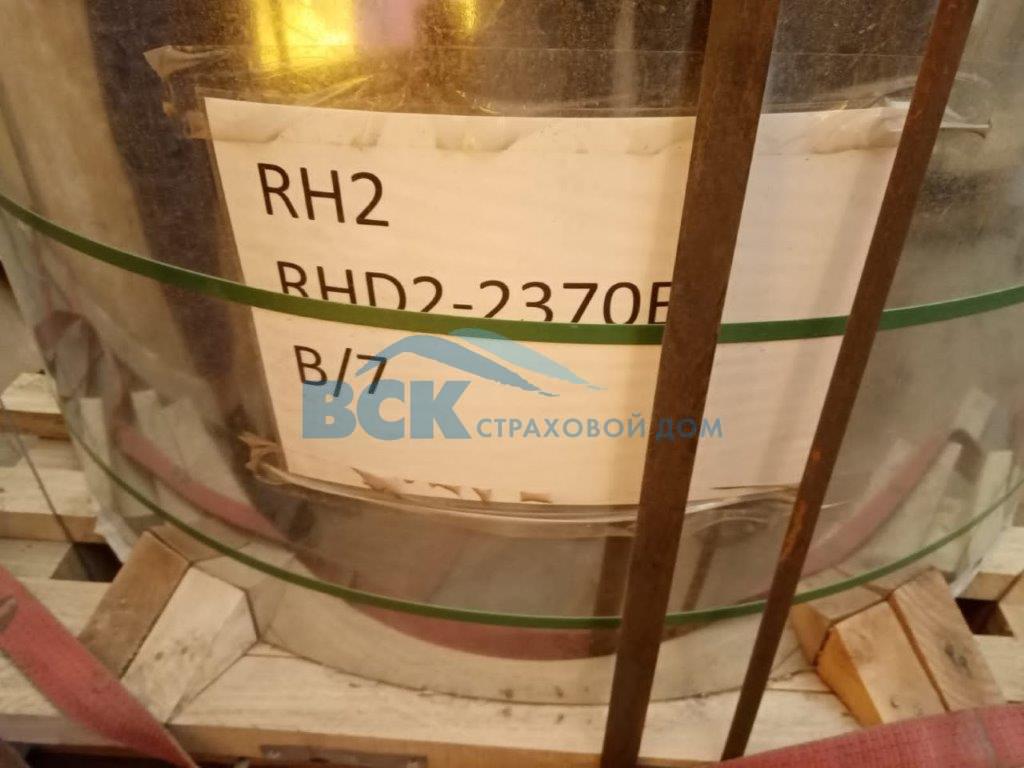 RH2
RHD2-2370E
B/7
ВСК СТРАХОВОЙ ДОМ